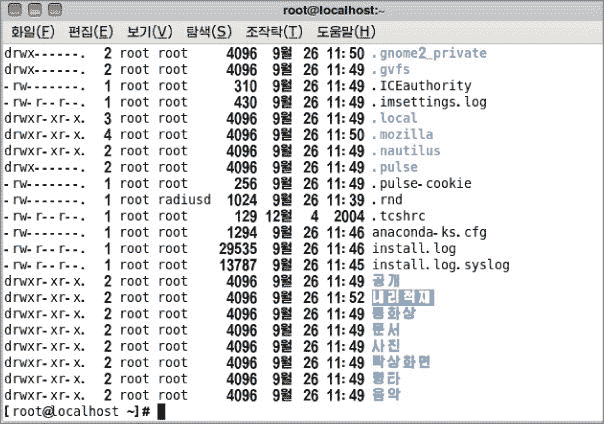 root@localhost:~
화일(F) 편집(E) 보기(V) 탐색(S) 조작탁(T) 도움말(H)
drwx------. 2 root root 4096 9월 26 11:50 .gnome2_private
drwx------. 2 root root 4096 9월 26 11:49 .gvfs
-rw-------. 1 root root 310 9월 26 11:49 .ICEauthority
-rw-r--r--. 1 root root 430 9월 26 11:49 .imsettings.log
drwxr-xr-x. 3 root root 4096 9월 26 11:49 .local
drwxr-xr-x. 4 root root 4096 9월 26 11:50 .mozilla
drwxr-xr-x. 2 root root 4096 9월 26 11:49 .nautilus
drwx------. 2 root root 4096 9월 26 11:49 .pulse
-rw-------. 1 root root 256 9월 26 11:49 .pulse-cookie
-rw-------. 1 root radiusd 1024 9월 26 11:39 .rnd
-rw-r--r--. 1 root root 129 12월 4 2004 .tcshrc
-rw-------. 1 root root 1294 9월 26 11:46 anaconda-ks.cfg
-rw-r--r--. 1 root root 29535 9월 26 11:46 install.log
-rw-r--r--. 1 root root 13787 9월 26 11:45 install.log.syslog
drwxr-xr-x. 2 root root 4096 9월 26 11:49 공개
drwxr-xr-x. 2 root root 4096 9월 26 11:52 내리적재
drwxr-xr-x. 2 root root 4096 9월 26 11:49 동화상
drwxr-xr-x. 2 root root 4096 9월 26 11:49 문서
drwxr-xr-x. 2 root root 4096 9월 26 11:49 사진
drwxr-xr-x. 2 root root 4096 9월 26 11:49 탁상화면
drwxr-xr-x. 2 root root 4096 9월 26 11:49
drwxr-xr-x. 2 root root 4096 9월 26 11:49 음악
[root@localhost ~]#